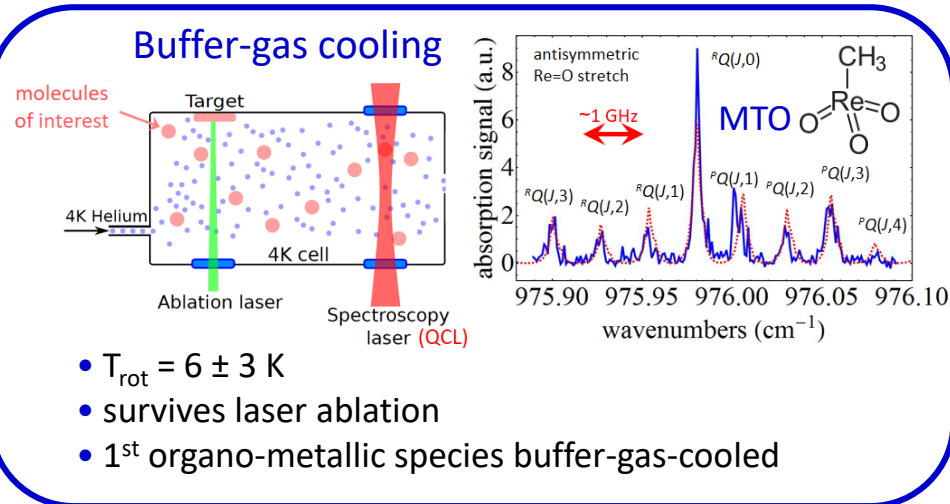 Buffer-gas cooling
molecules
of interest
Target
4K Helium
4K cell
Ablation laser
Spectroscopy
laser (QCL)
antisymmetric
Re=O stretch
~1 GHz
MTO
CH₃
Re
O
O
O
ᴿQ(J,3)
ᴿQ(J,2)
ᴿQ(J,1)
ᴿQ(J,0)
ᴾQ(J,1)
ᴾQ(J,2)
ᴾQ(J,3)
ᴾQ(J,4)
absorption signal (a.u.)
8
6
4
2
0
975.90 975.95 976.00 976.05 976.10
wavenumbers (cm⁻¹)
• T_rot = 6 ± 3 K
• survives laser ablation
• 1ˢᵗ organo-metallic species buffer-gas-cooled